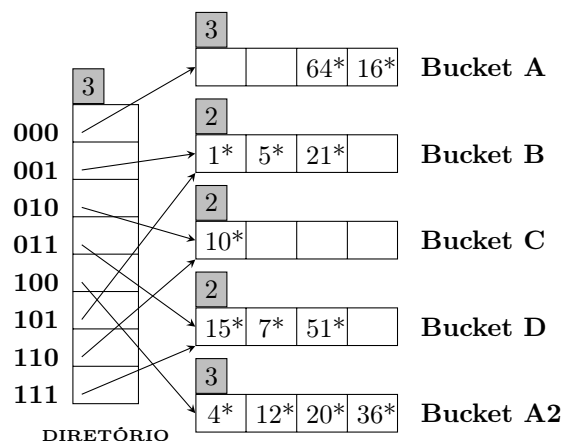 3
64* 16* Bucket A
3
000
2
001
1* 5* 21* Bucket B
010
2
011
10* Bucket C
100
2
101
15* 7* 51* Bucket D
110
3
111
4* 12* 20* 36* Bucket A2
DIRETÓRIO